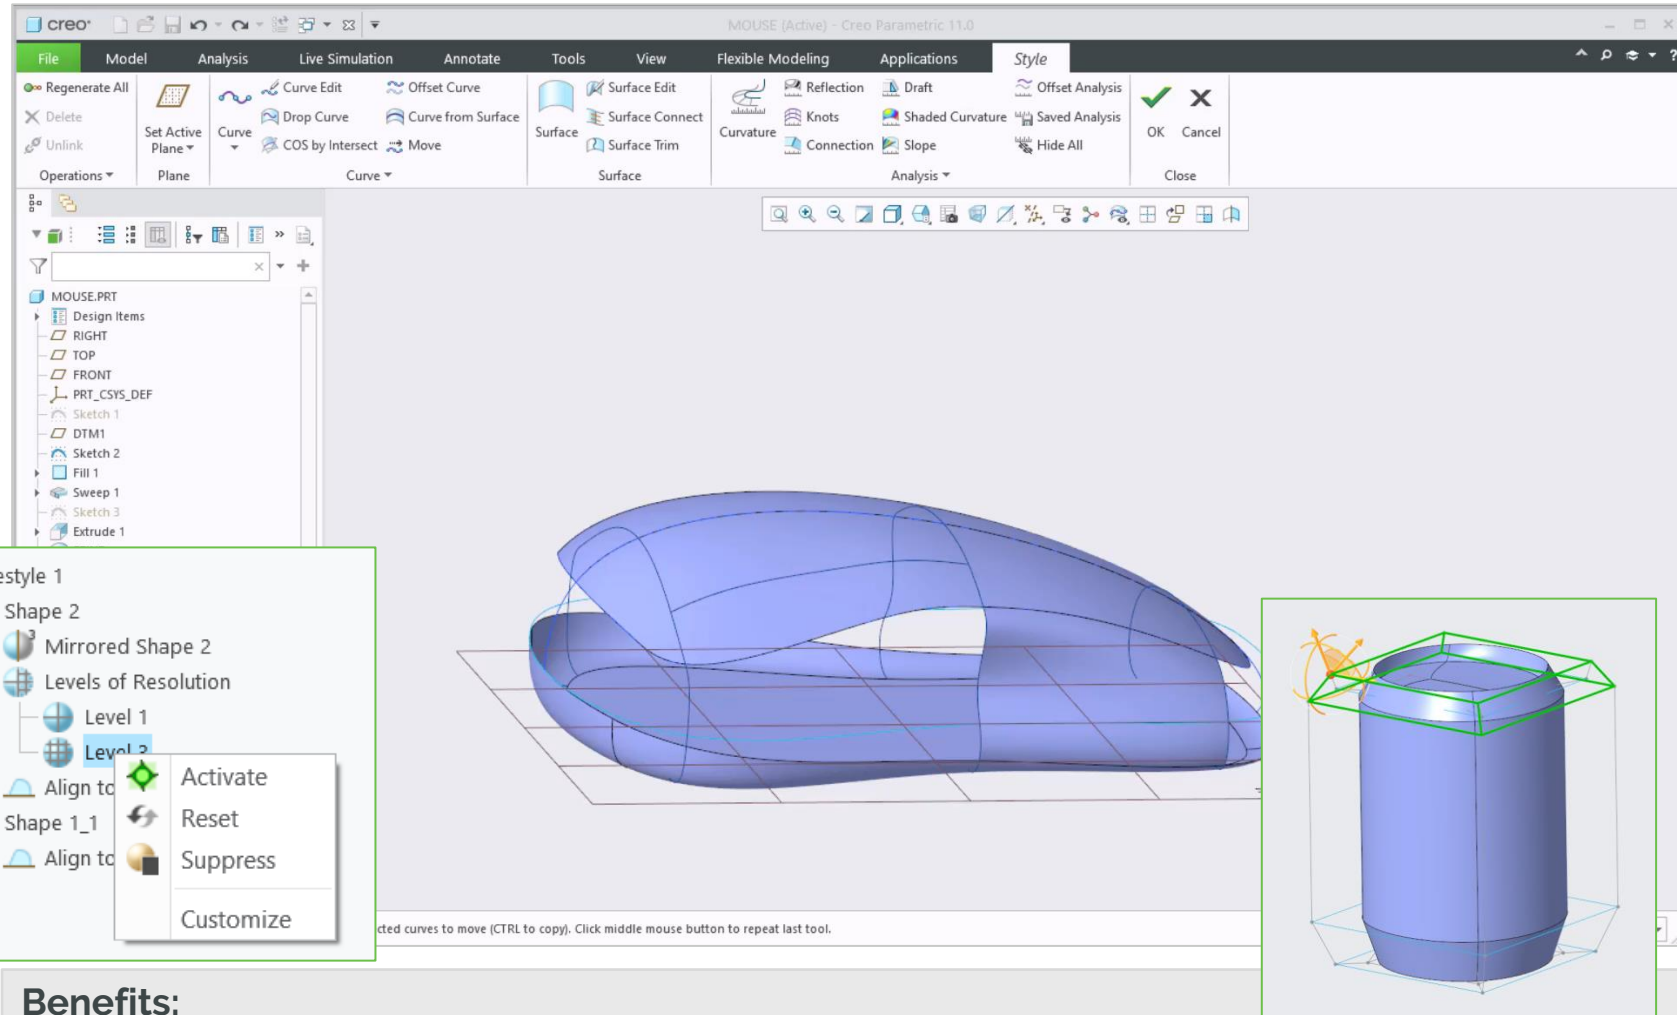 creo
MOUSE (Active) - Creo Parametric 11.0
File Model Analysis Live Simulation Annotate Tools View Flexible Modeling Applications Style
Regenerate All
Delete
Unlink
Operations
Set Active
Plane
Plane
Curve
Curve Edit
Drop Curve
COS by Intersect
Offset Curve
Curve from Surface
Move
Curve
Surface
Surface Edit
Surface Connect
Surface Trim
Surface
Curvature
Reflection
Knots
Connection
Draft
Shaded Curvature
Slope
Offset Analysis
Saved Analysis
Hide All
Analysis
OK
Cancel
Close
MOUSE.PRT
Design Items
RIGHT
TOP
FRONT
PRT_CSYS_DEF
Sketch 1
DTM1
Sketch 2
Fill 1
Sweep 1
Sketch 3
Extrude 1
estyle 1
Shape 2
3
Mirrored Shape 2
Levels of Resolution
Level 1
Level
Align to
Shape 1_1
Align to
Activate
Reset
Suppress
Customize
cted curves to move (CTRL to copy). Click middle mouse button to repeat last tool.
Benefits: